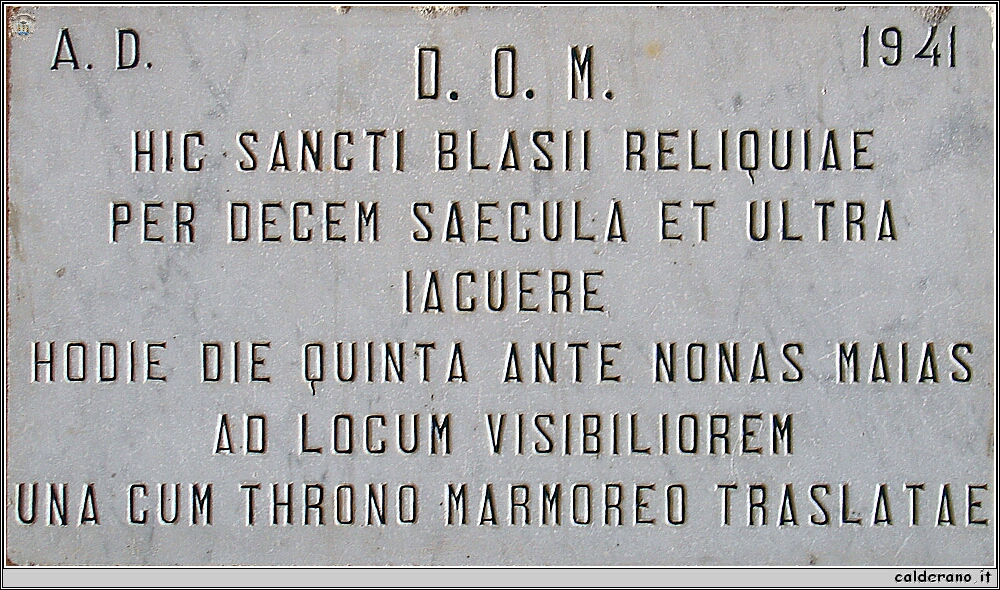 A. D. 1941
D. O. M.
HIC SANCTI BLASII RELIQUIAE
PER DECEM SAECULA ET ULTRA
IACUERE
HODIE DIE QUINTA ANTE NONAS MAIAS
AD LOCUM VISIBILIOREM
UNA CUM THRONO MARMOREO TRASLATAE
calderano it